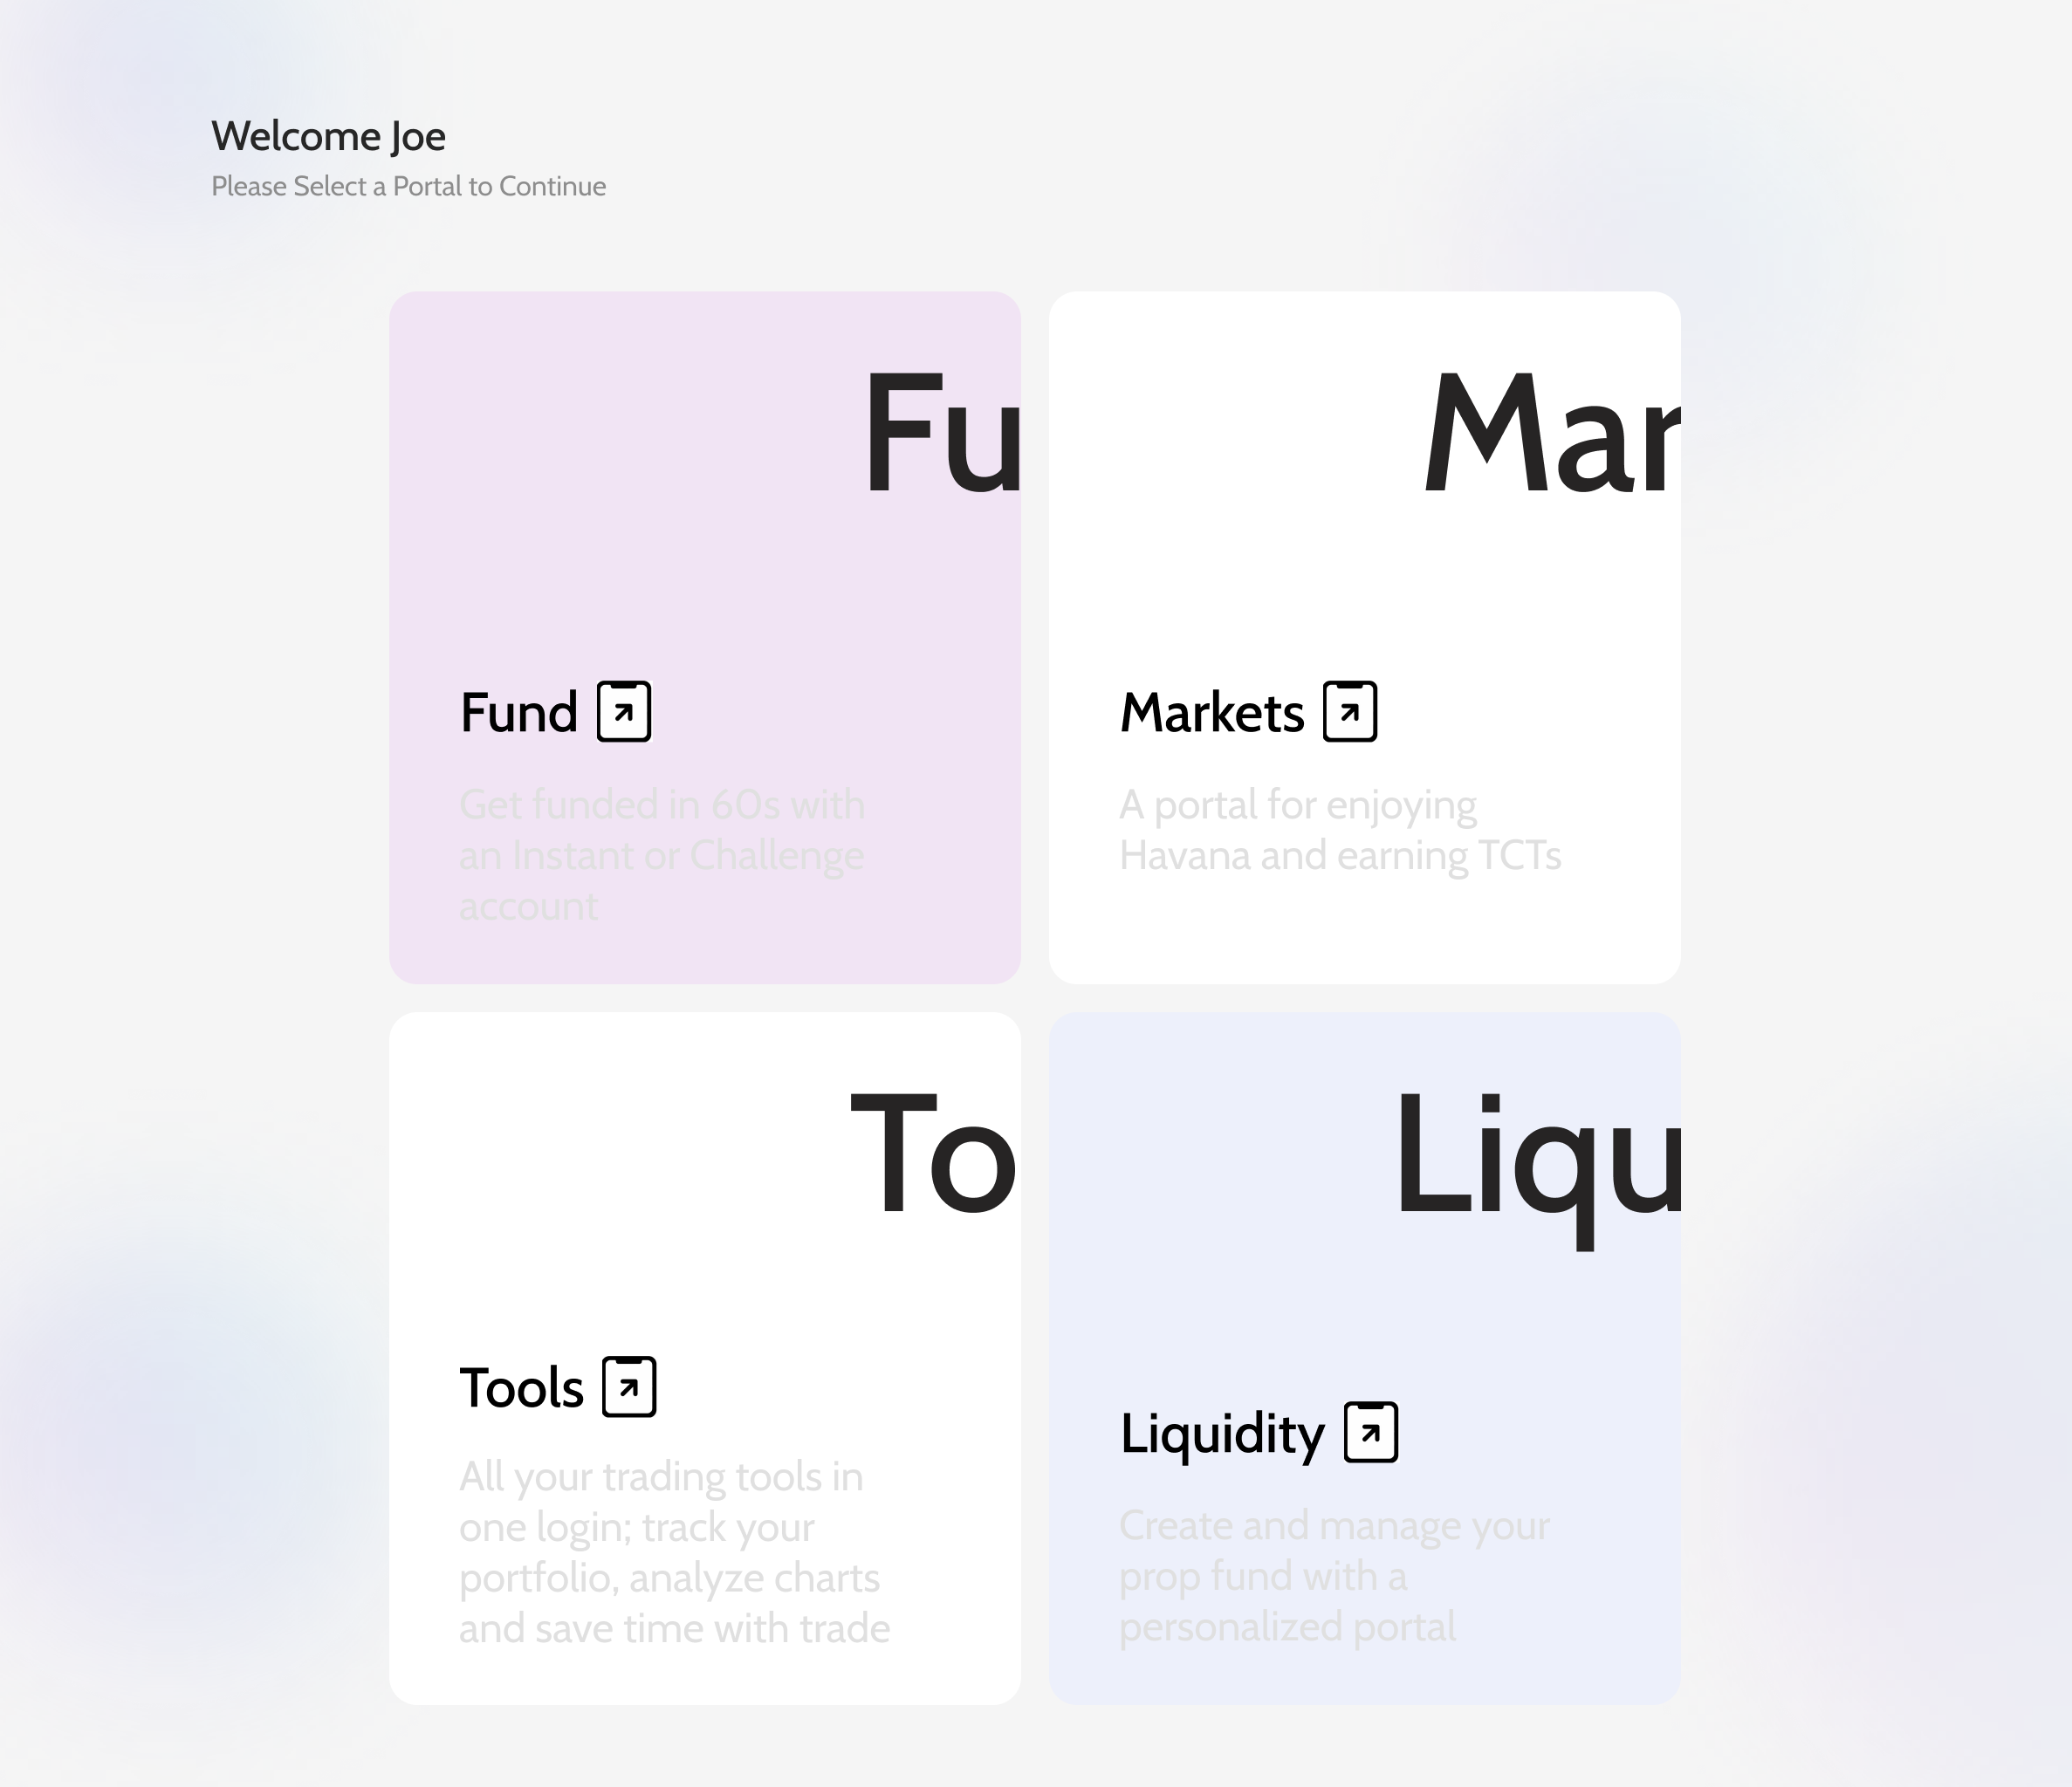 Welcome Joe
Please Select a Portal to Continue
Fu
Fund
Get funded in 60s with
an Instant or Challenge
account
Mar
Markets
A portal for enjoying
Havana and earning TCTs
To
Tools
All your trading tools in
one login; track your
portfolio, analyze charts
and save time with trade
Liqu
Liquidity
Create and manage your
prop fund with a
personalized portal